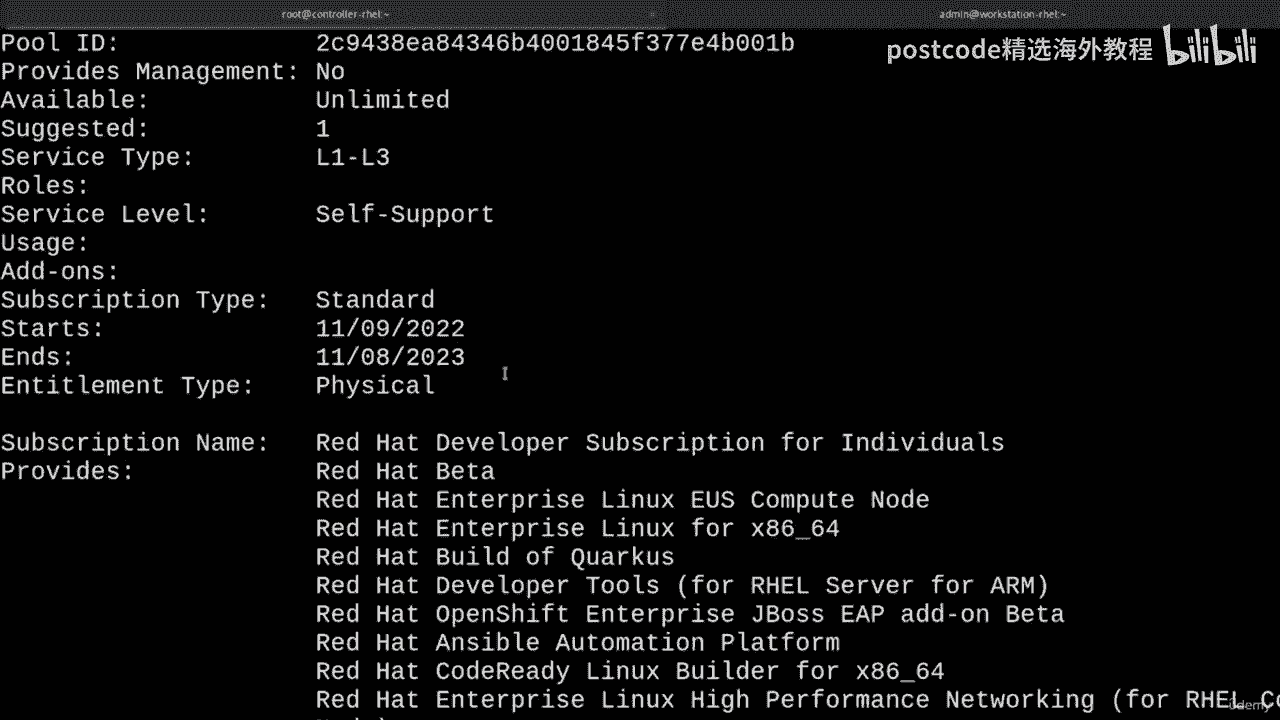 root@controller-rhel:~
admin@workstation-rhel:~
postcode精选海外教程 bilibili
Pool ID: 2c9438ea84346b4001845f377e4b001b
Provides Management: No
Available: Unlimited
Suggested: 1
Service Type: L1-L3
Roles:
Service Level: Self-Support
Usage:
Add-ons:
Subscription Type: Standard
Starts: 11/09/2022
Ends: 11/08/2023
Entitlement Type: Physical
Subscription Name: Red Hat Developer Subscription for Individuals
Provides: Red Hat Beta
Red Hat Enterprise Linux EUS Compute Node
Red Hat Enterprise Linux for x86_64
Red Hat Build of Quarkus
Red Hat Developer Tools (for RHEL Server for ARM)
Red Hat OpenShift Enterprise JBoss EAP add-on Beta
Red Hat Ansible Automation Platform
Red Hat CodeReady Linux Builder for x86_64
Red Hat Enterprise Linux High Performance Networking (for RHEL Co
Udemy